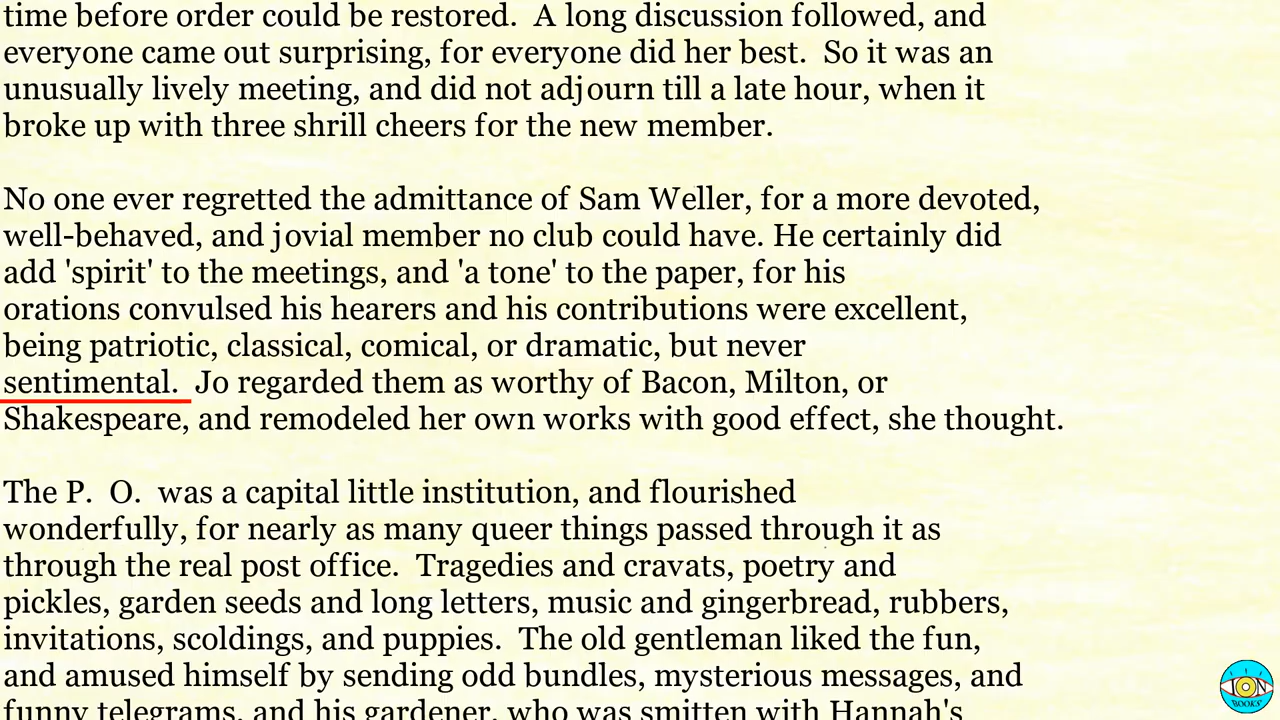 time before order could be restored.  A long discussion followed, and
everyone came out surprising, for everyone did her best.  So it was an
unusually lively meeting, and did not adjourn till a late hour, when it
broke up with three shrill cheers for the new member.
No one ever regretted the admittance of Sam Weller, for a more devoted,
well-behaved, and jovial member no club could have. He certainly did
add 'spirit' to the meetings, and 'a tone' to the paper, for his
orations convulsed his hearers and his contributions were excellent,
being patriotic, classical, comical, or dramatic, but never
sentimental.  Jo regarded them as worthy of Bacon, Milton, or
Shakespeare, and remodeled her own works with good effect, she thought.
The P.  O.  was a capital little institution, and flourished
wonderfully, for nearly as many queer things passed through it as
through the real post office.  Tragedies and cravats, poetry and
pickles, garden seeds and long letters, music and gingerbread, rubbers,
invitations, scoldings, and puppies.  The old gentleman liked the fun,
and amused himself by sending odd bundles, mysterious messages, and
funny telegrams, and his gardener, who was smitten with Hannah's
ION
BOOKS